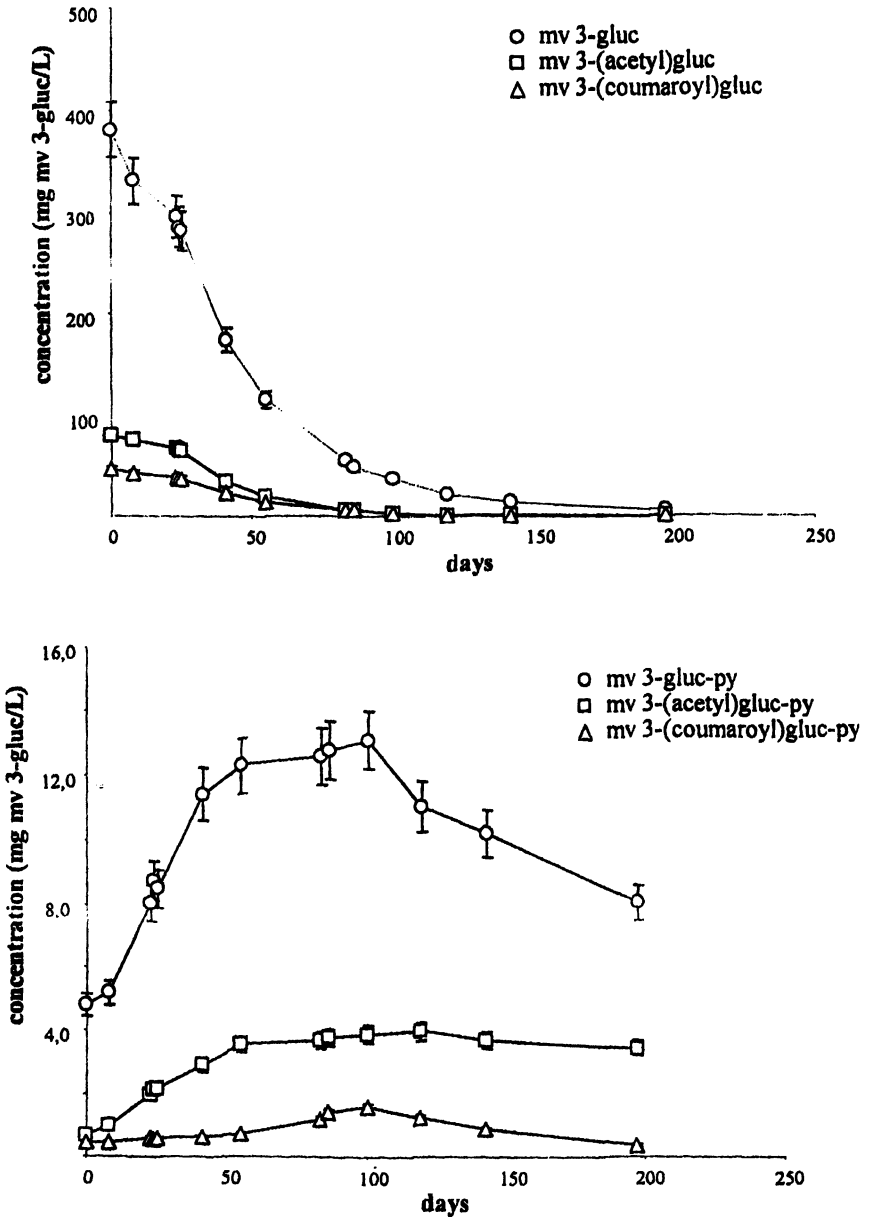 500
400
300
200
100
concentration (mg mv 3-gluc/L)
mv 3-gluc
mv 3-(acetyl)gluc
mv 3-(coumaroyl)gluc
0 50 100 150 200 250
days
16,0
12,0
8,0
4,0
concentration (mg mv 3-gluc/L)
mv 3-gluc-py
mv 3-(acetyl)gluc-py
mv 3-(coumaroyl)gluc-py
0 50 100 150 200 250
days